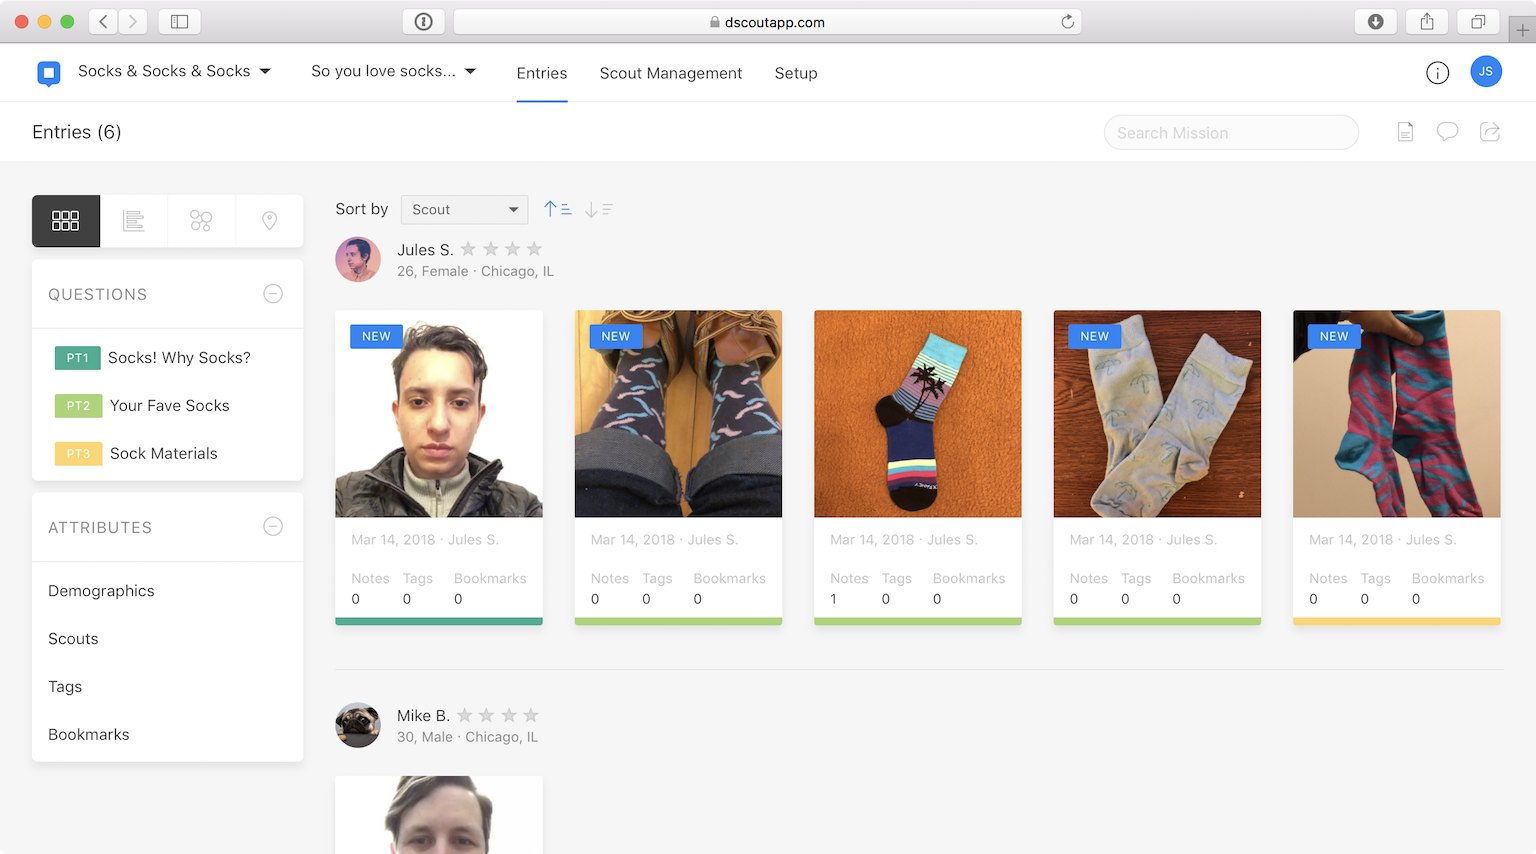 dscoutapp.com
Socks & Socks & Socks
So you love socks...
Entries
Scout Management
Setup
JS
Entries (6)
Search Mission
Sort by
Scout
Jules S.
26, Female · Chicago, IL
QUESTIONS
PT1 Socks! Why Socks?
PT2 Your Fave Socks
PT3 Sock Materials
ATTRIBUTES
Demographics
Scouts
Tags
Bookmarks
NEW
Mar 14, 2018 · Jules S.
Notes Tags Bookmarks
0 0 0
NEW
Mar 14, 2018 · Jules S.
Notes Tags Bookmarks
0 0 0
Mar 14, 2018 · Jules S.
Notes Tags Bookmarks
1 0 0
NEW
Mar 14, 2018 · Jules S.
Notes Tags Bookmarks
0 0 0
NEW
Mar 14, 2018 · Jules S.
Notes Tags Bookmarks
0 0 0
Mike B.
30, Male · Chicago, IL